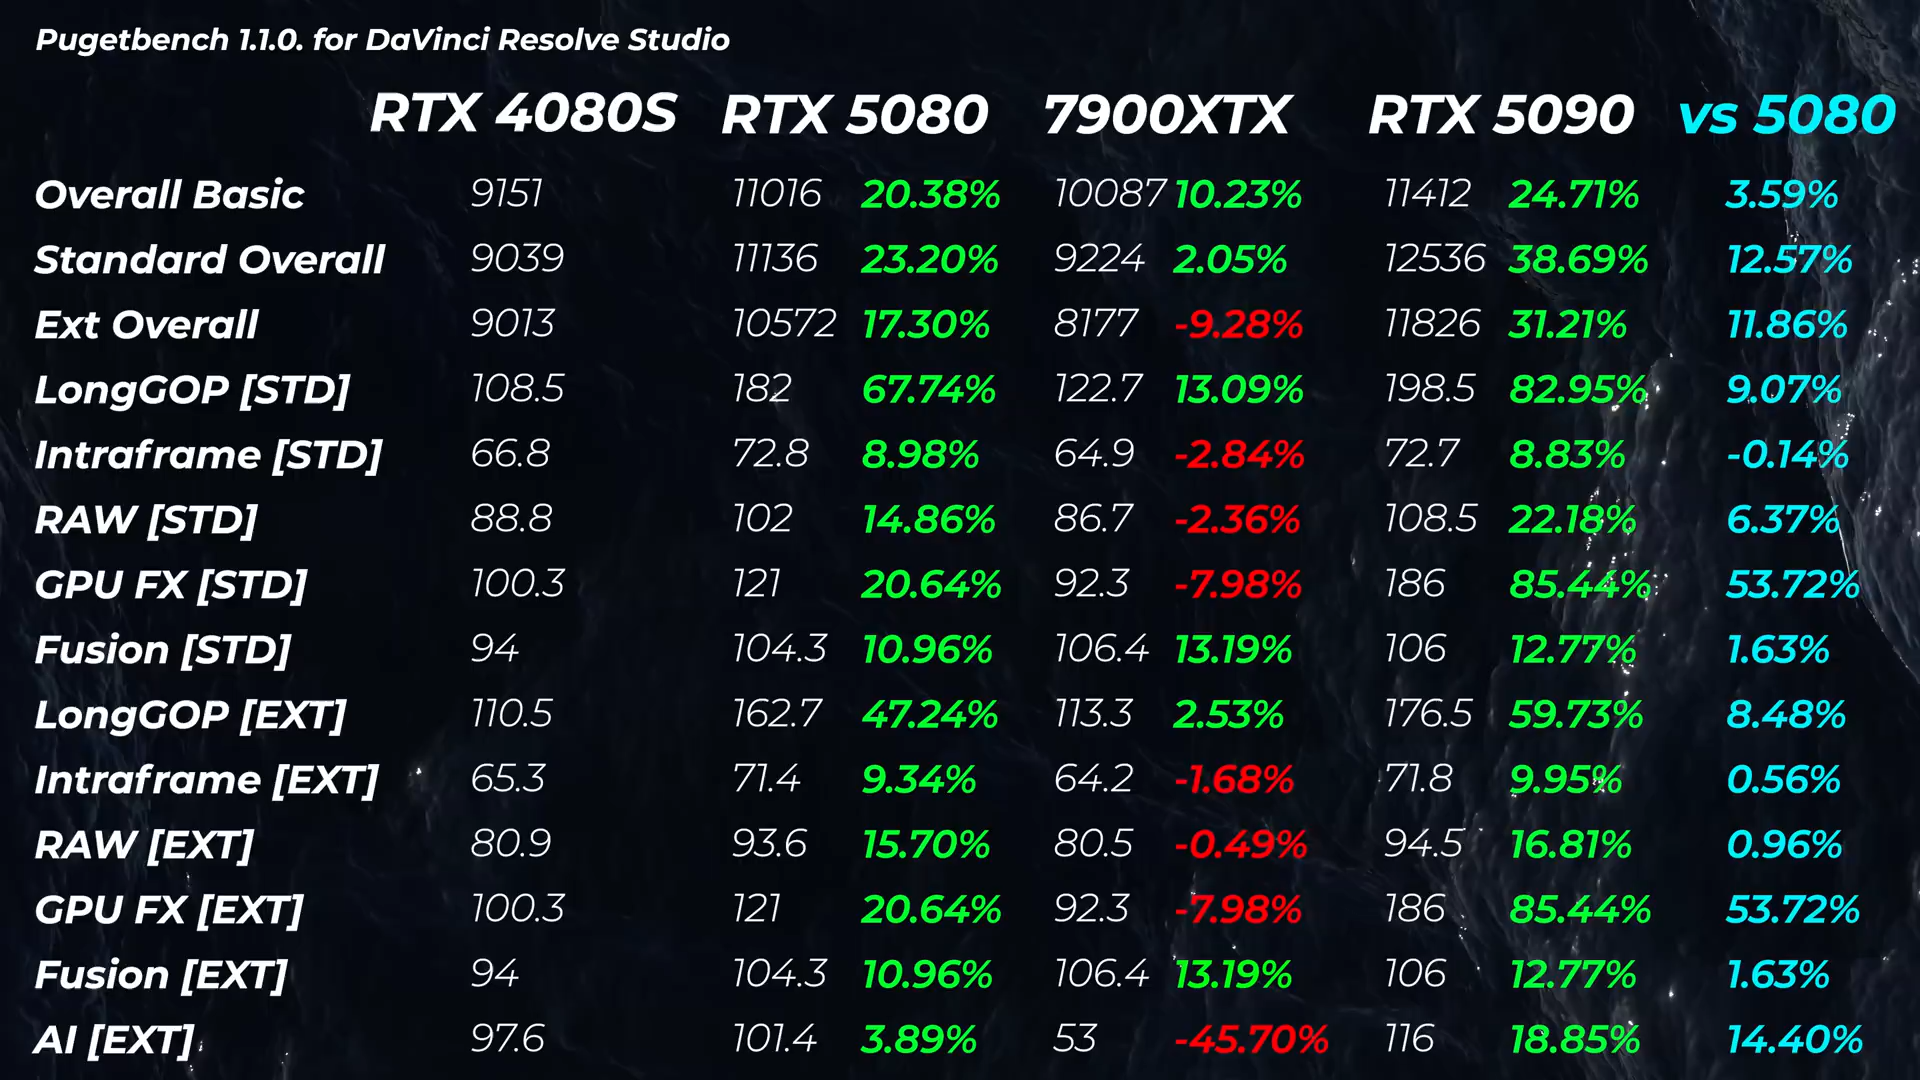 Pugetbench 1.1.0. for DaVinci Resolve Studio
RTX 4080S RTX 5080 7900XTX RTX 5090 vs 5080
Overall Basic 9151 11016 20.38% 10087 10.23% 11412 24.71% 3.59%
Standard Overall 9039 11136 23.20% 9224 2.05% 12536 38.69% 12.57%
Ext Overall 9013 10572 17.30% 8177 -9.28% 11826 31.21% 11.86%
LongGOP [STD] 108.5 182 67.74% 122.7 13.09% 198.5 82.95% 9.07%
Intraframe [STD] 66.8 72.8 8.98% 64.9 -2.84% 72.7 8.83% -0.14%
RAW [STD] 88.8 102 14.86% 86.7 -2.36% 108.5 22.18% 6.37%
GPU FX [STD] 100.3 121 20.64% 92.3 -7.98% 186 85.44% 53.72%
Fusion [STD] 94 104.3 10.96% 106.4 13.19% 106 12.77% 1.63%
LongGOP [EXT] 110.5 162.7 47.24% 113.3 2.53% 176.5 59.73% 8.48%
Intraframe [EXT] 65.3 71.4 9.34% 64.2 -1.68% 71.8 9.95% 0.56%
RAW [EXT] 80.9 93.6 15.70% 80.5 -0.49% 94.5 16.81% 0.96%
GPU FX [EXT] 100.3 121 20.64% 92.3 -7.98% 186 85.44% 53.72%
Fusion [EXT] 94 104.3 10.96% 106.4 13.19% 106 12.77% 1.63%
AI [EXT] 97.6 101.4 3.89% 53 -45.70% 116 18.85% 14.40%